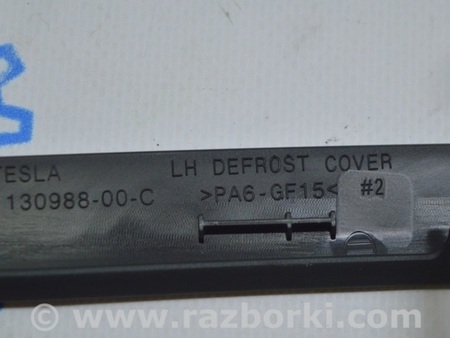 TESLA LH DEFROST COVER
130988-00-C >PA6-GF15< #2
© www.razborki.com